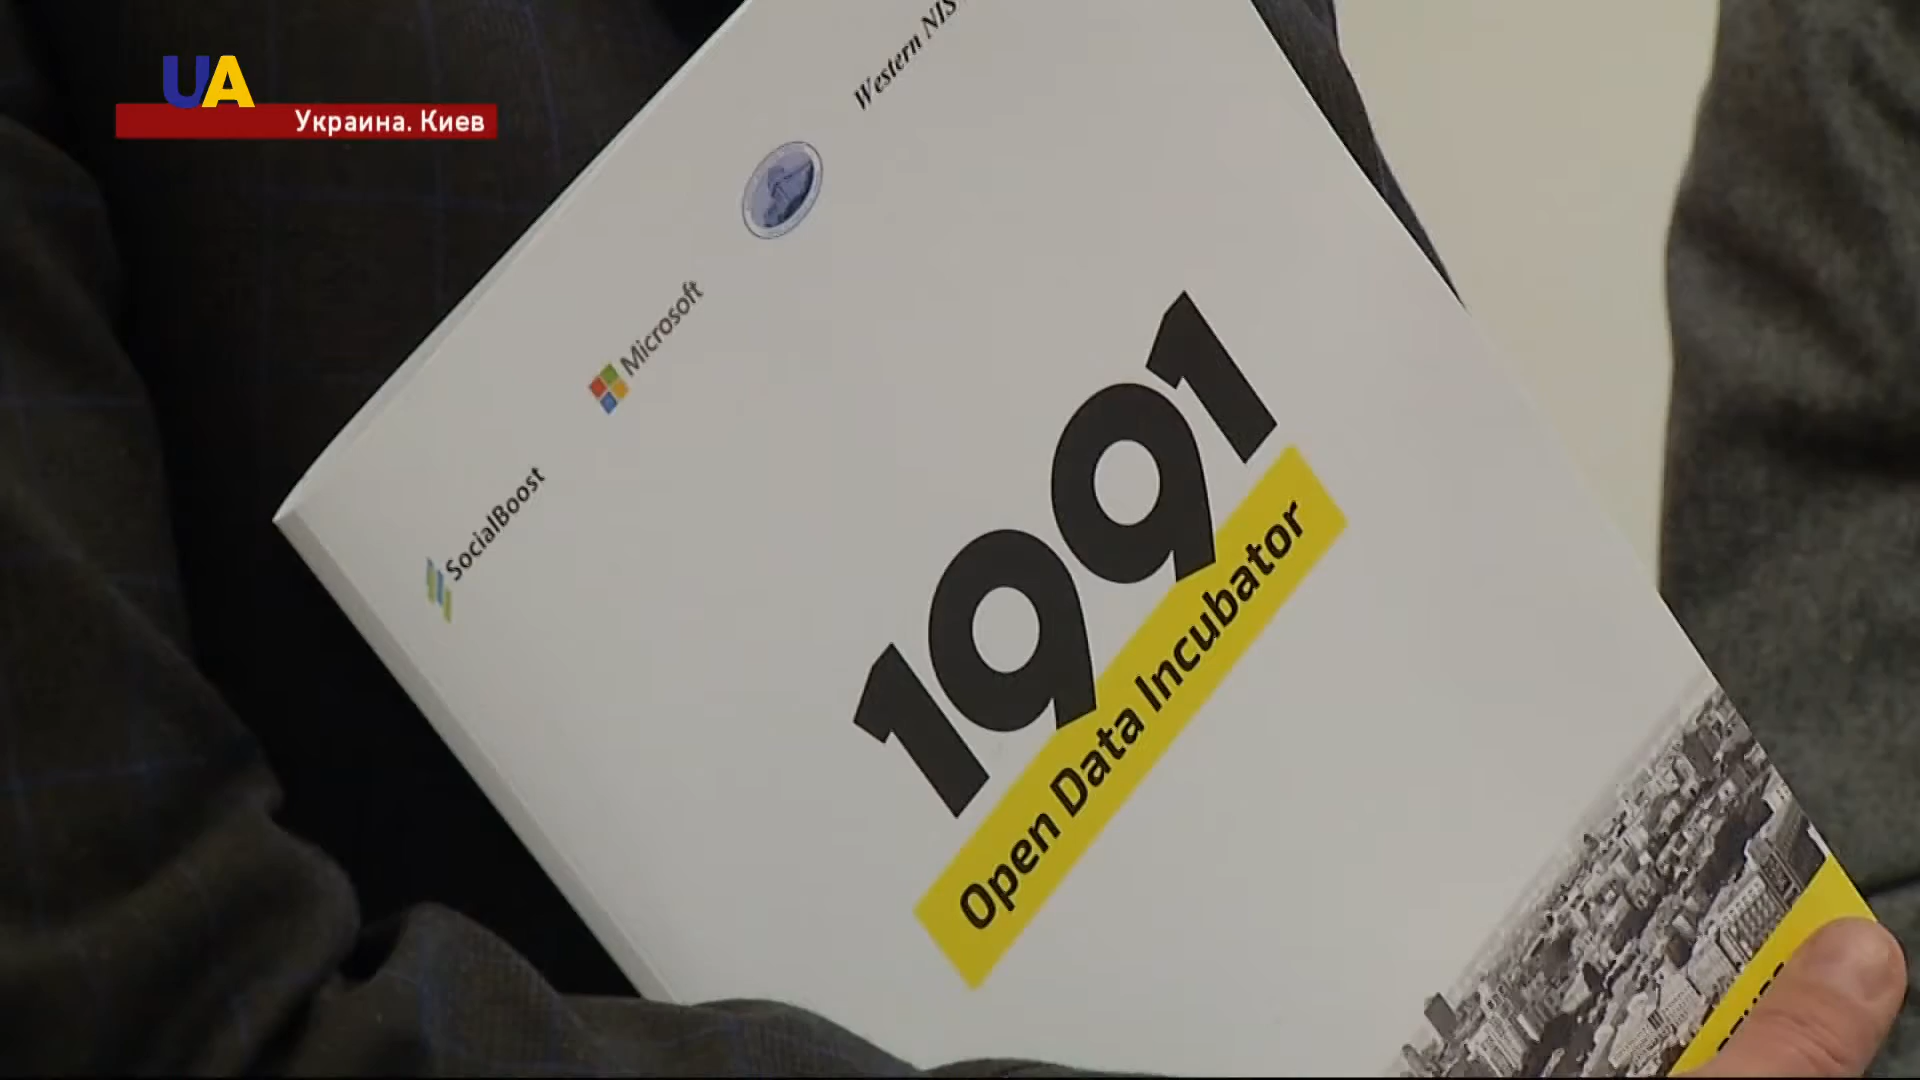 UA
Украина. Киев
Western NIS
Microsoft
SocialBoost
1991
Open Data Incubator